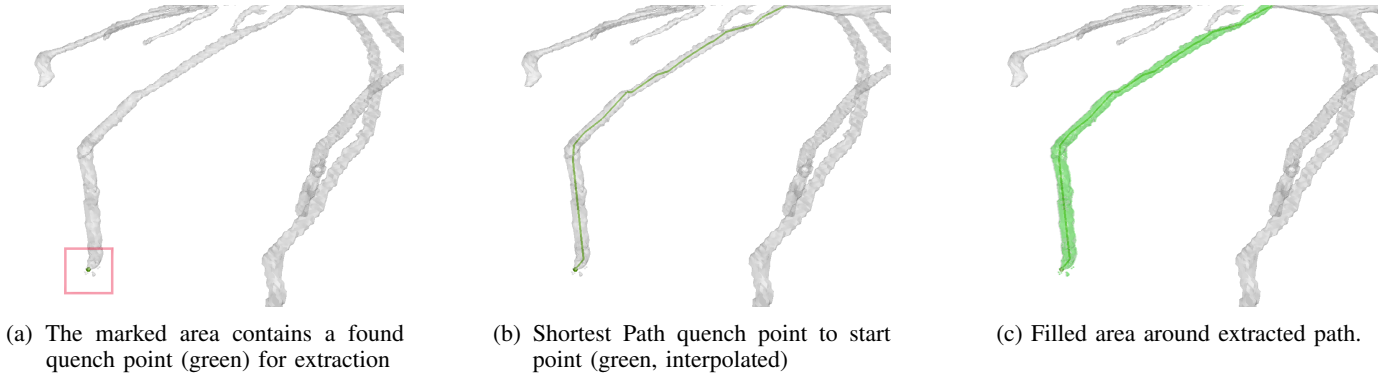 (a) The marked area contains a found
quench point (green) for extraction
(b) Shortest Path quench point to start
point (green, interpolated)
(c) Filled area around extracted path.